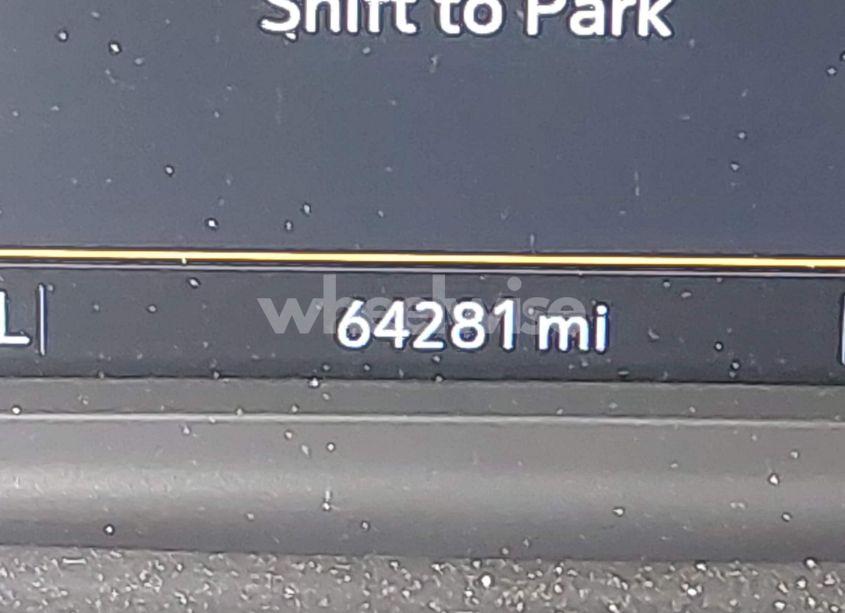 Shift to Park
L
64281 mi
wheelwise